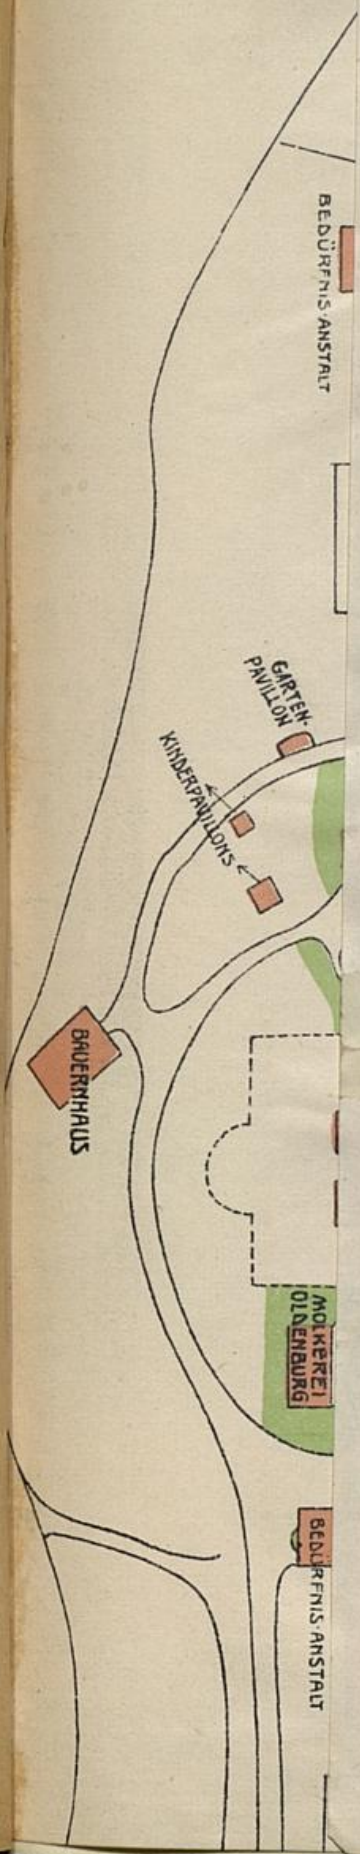 BEDÜRFNIS·ANSTALT
GARTEN-
PAVILLON
KINDERPAVILLONS
BAUERNHAUS
MOLKEREI
OLDENBURG
BEDÜRFNIS·ANSTALT